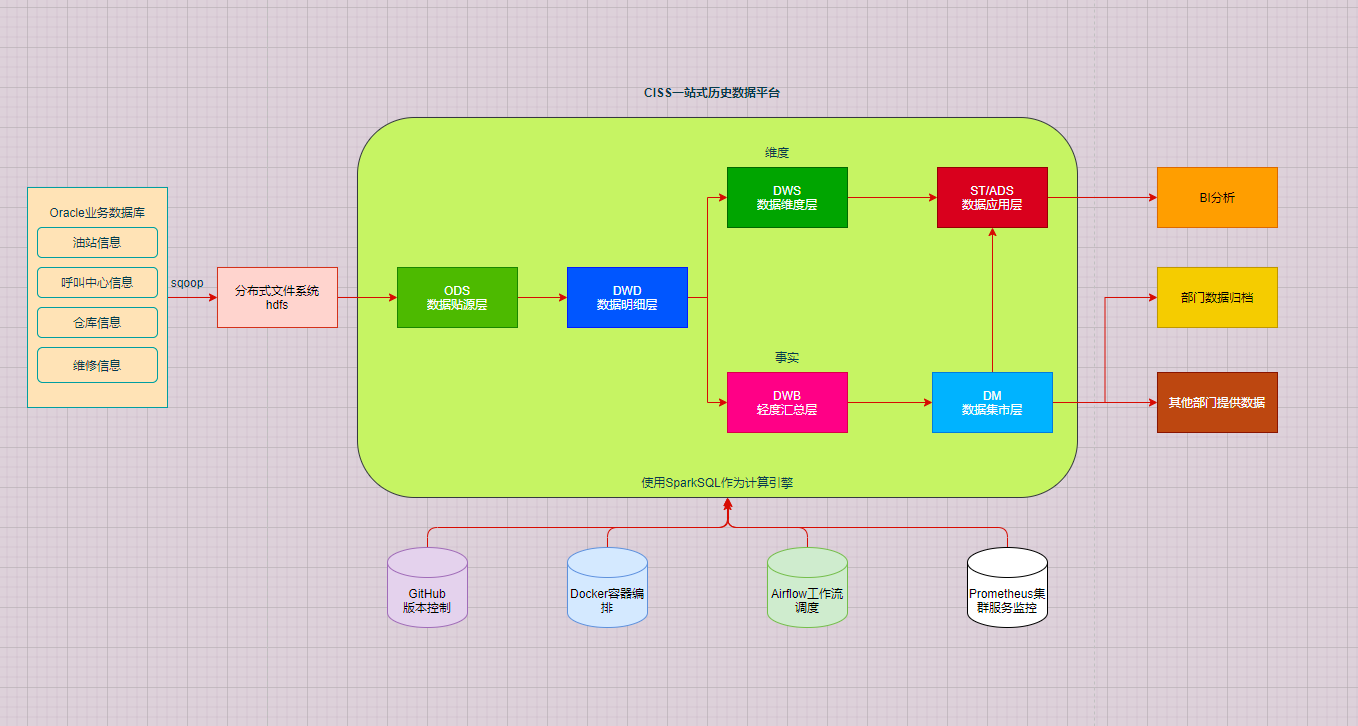 CISS一站式历史数据平台
Oracle业务数据库
油站信息
呼叫中心信息
仓库信息
维修信息
sqoop
分布式文件系统
hdfs
ODS
数据贴源层
DWD
数据明细层
维度
DWS
数据维度层
事实
DWB
轻度汇总层
ST/ADS
数据应用层
DM
数据集市层
使用SparkSQL作为计算引擎
BI分析
部门数据归档
其他部门提供数据
GitHub
版本控制
Docker容器编
排
Airflow工作流
调度
Prometheus集
群服务监控